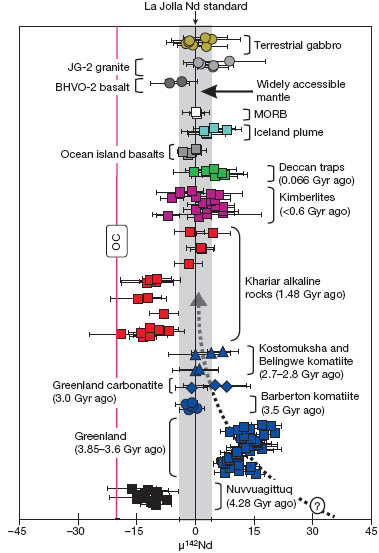 La Jolla Nd standard
Terrestrial gabbro
JG-2 granite
BHVO-2 basalt
Widely accessible
mantle
MORB
Iceland plume
Ocean island basalts
Deccan traps
(0.066 Gyr ago)
Kimberlites
(<0.6 Gyr ago)
OC
Khariar alkaline
rocks (1.48 Gyr ago)
Kostomuksha and
Belingwe komatiite
(2.7–2.8 Gyr ago)
Greenland carbonatite
(3.0 Gyr ago)
Barberton komatiite
(3.5 Gyr ago)
Greenland
(3.85–3.6 Gyr ago)
Nuvvuagittuq
(4.28 Gyr ago)
?
−45 −30 −15 0 15 30 45
μ¹⁴²Nd